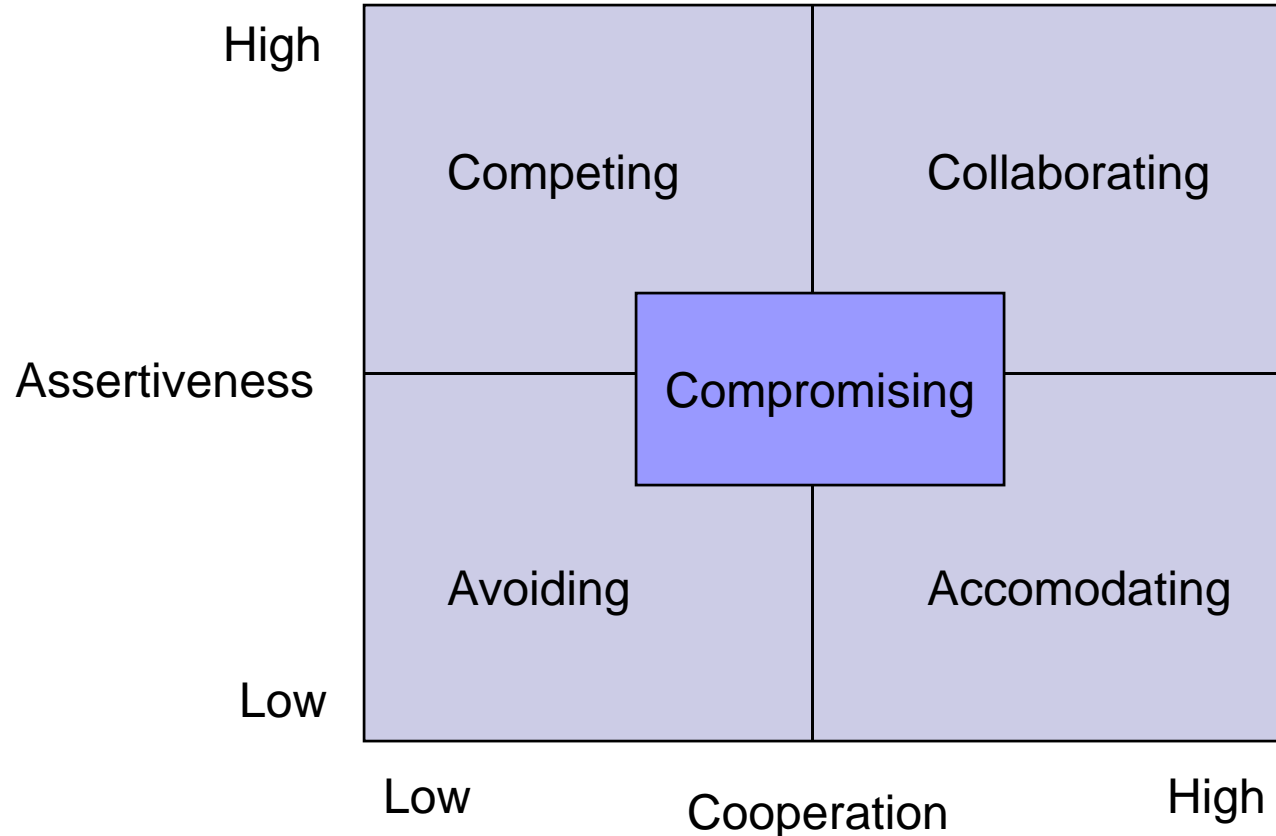 High
Competing
Collaborating
Assertiveness
Compromising
Avoiding
Accomodating
Low
Low
Cooperation
High